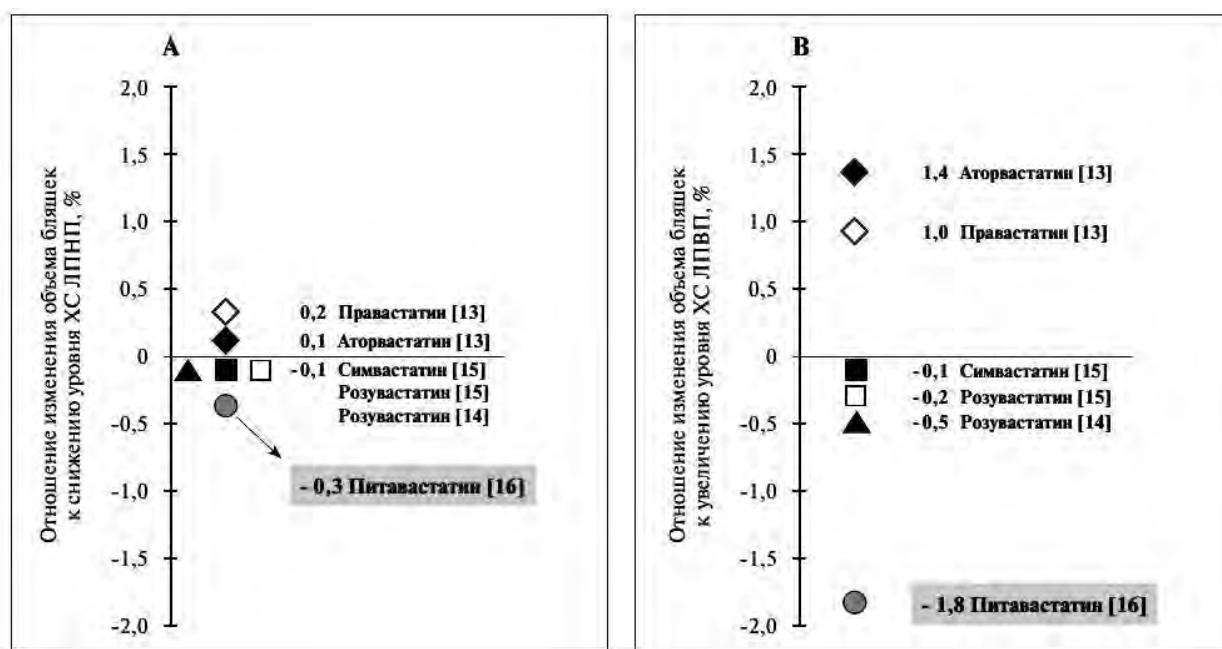 A
Отношение изменения объема бляшек
к снижению уровня ХС ЛПНП, %
2,0
1,5
1,0
0,5
0
-0,5
-1,0
-1,5
-2,0
0,2 Правастатин [13]
0,1 Аторвастатин [13]
-0,1 Симвастатин [15]
Розувастатин [15]
Розувастатин [14]
- 0,3 Питавастатин [16]
B
Отношение изменения объема бляшек
к увеличению уровня ХС ЛПВП, %
2,0
1,5
1,0
0,5
0
-0,5
-1,0
-1,5
-2,0
1,4 Аторвастатин [13]
1,0 Правастатин [13]
-0,1 Симвастатин [15]
-0,2 Розувастатин [15]
-0,5 Розувастатин [14]
- 1,8 Питавастатин [16]